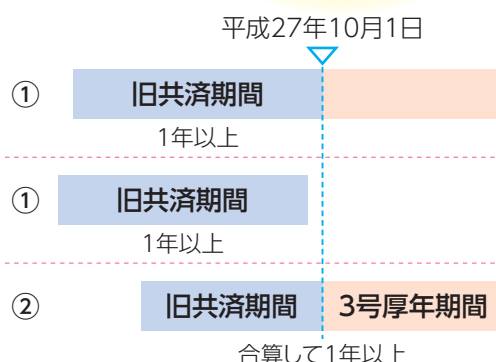 平成27年10月1日
① 旧共済期間
1年以上
① 旧共済期間
1年以上
② 旧共済期間 3号厚年期間
合算して1年以上